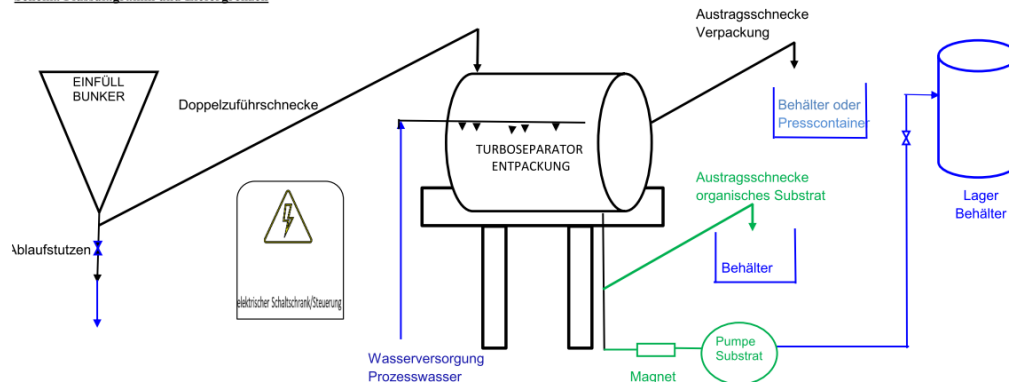 EINFÜLL
BUNKER
Doppelzuführschnecke
Austragsschnecke
Verpackung
Behälter oder
Presscontainer
TURBOSEPARATOR
ENTPACKUNG
Austragsschnecke
organisches Substrat
Lager
Behälter
Ablaufstutzen
Behälter
elektrischer Schaltschrank/Steuerung
Wasserversorgung
Prozesswasser
Magnet
Pumpe
Substrat